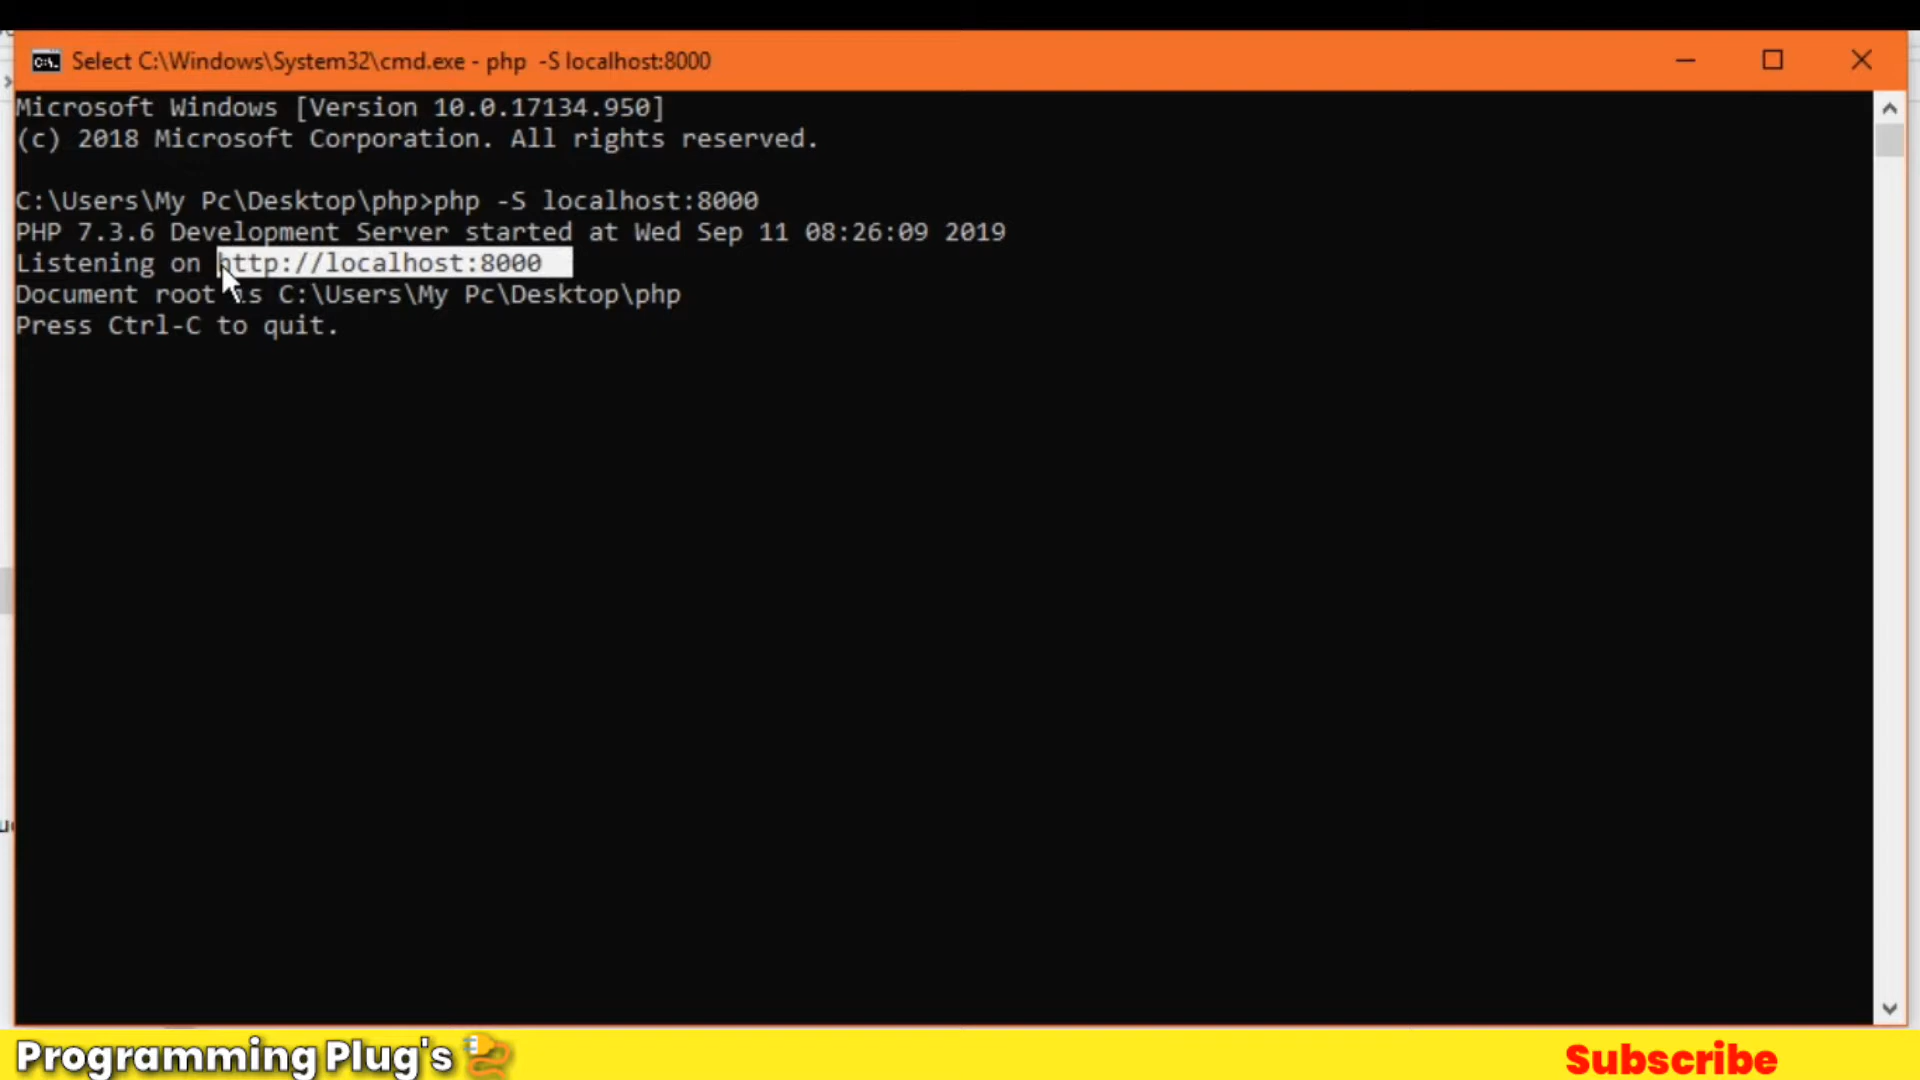 Select C:\Windows\System32\cmd.exe - php  -S localhost:8000
Microsoft Windows [Version 10.0.17134.950]
(c) 2018 Microsoft Corporation. All rights reserved.
C:\Users\My Pc\Desktop\php>php -S localhost:8000
PHP 7.3.6 Development Server started at Wed Sep 11 08:26:09 2019
Listening on http://localhost:8000
Document root is C:\Users\My Pc\Desktop\php
Press Ctrl-C to quit.
Programming Plug's
Subscribe